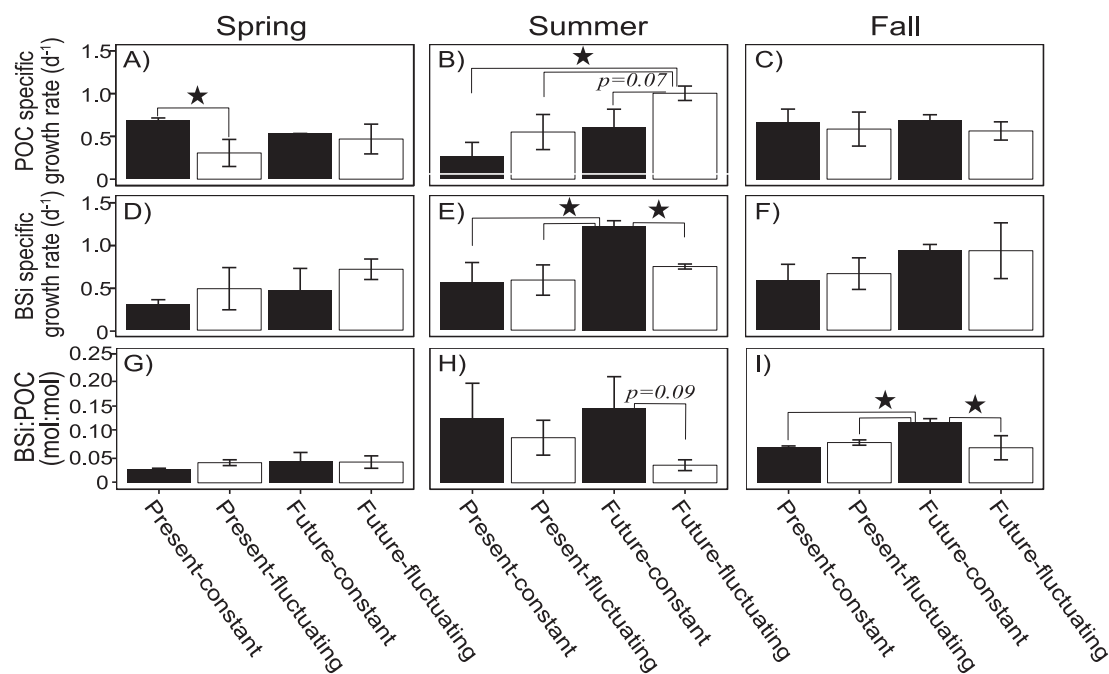 Spring Summer Fall
POC specific
growth rate (d⁻¹)
1.5
1.0
0.5
0
A)
B)
p=0.07
C)
BSi specific
growth rate (d⁻¹)
1.5
1.0
0.5
0
D)
E)
F)
BSi:POC
(mol:mol)
0.25
0.20
0.15
0.10
0.05
0
G)
H)
p=0.09
I)
Present-constant
Present-fluctuating
Future-constant
Future-fluctuating
Present-constant
Present-fluctuating
Future-constant
Future-fluctuating
Present-constant
Present-fluctuating
Future-constant
Future-fluctuating